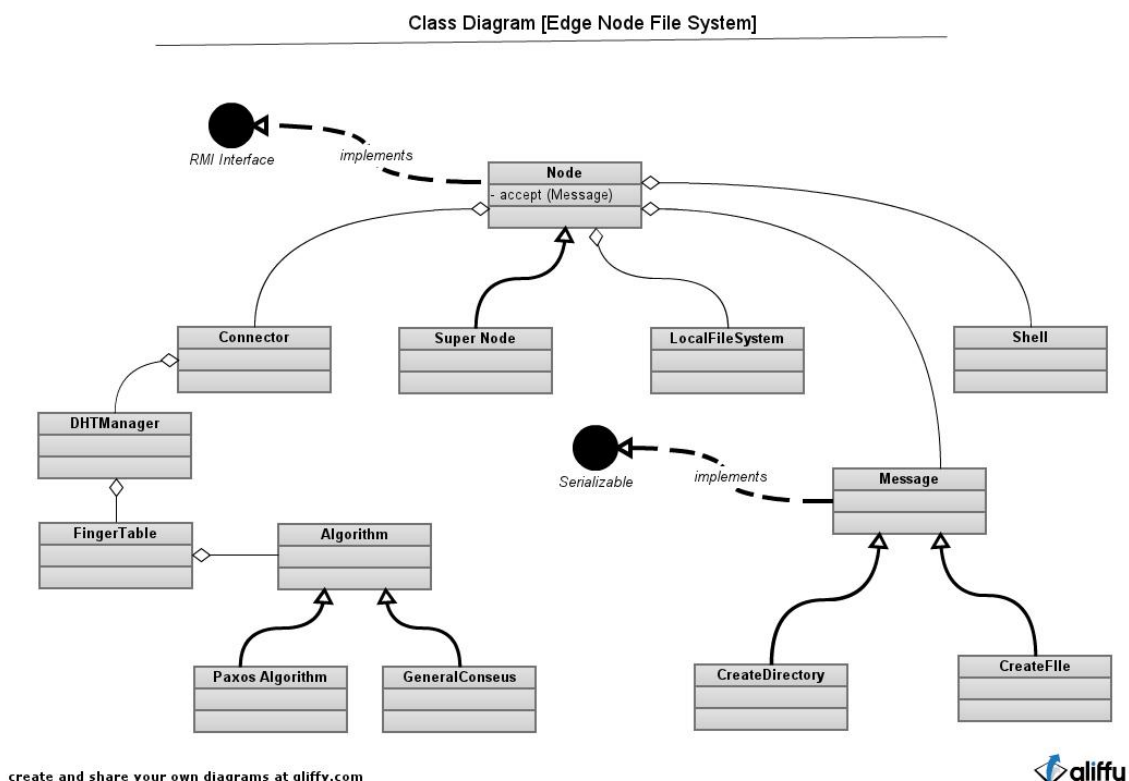 Class Diagram [Edge Node File System]
RMI Interface
implements
Node
- accept (Message)
Connector
Super Node
LocalFileSystem
Shell
DHTManager
Serializable
implements
Message
FingerTable
Algorithm
Paxos Algorithm
GeneralConseus
CreateDirectory
CreateFIle
create and share your own diagrams at gliffy.com
gliffy